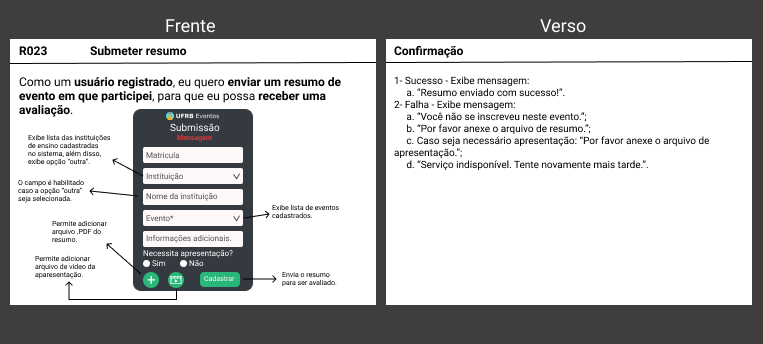 Frente
Verso
R023 Submeter resumo
Como um usuário registrado, eu quero enviar um resumo de
evento em que participei, para que eu possa receber uma
avaliação.
UFRB Eventos
Submissão
Mensagem
Exibe lista das instituições
de ensino cadastradas
no sistema, além disso,
exibe opção "outra".
Matricula
Instituição
O campo é habilitado
caso a opção "outra"
seja selecionada.
Nome da instituição
Evento*
Exibe lista de eventos
cadastrados.
Permite adicionar
arquivo .PDF do
resumo.
Informações adicionais.
Necessita apresentação?
Sim Não
Permite adicionar
arquivo de vídeo da
aparesentação.
Cadastrar
Envia o resumo
para ser avaliado.
Confirmação
1- Sucesso - Exibe mensagem:
a. “Resumo enviado com sucesso!”.
2- Falha - Exibe mensagem:
a. “Você não se inscreveu neste evento.”;
b. “Por favor anexe o arquivo de resumo.”;
c. Caso seja necessário apresentação: “Por favor anexe o arquivo de
apresentação.”;
d. “Serviço indisponível. Tente novamente mais tarde.”.